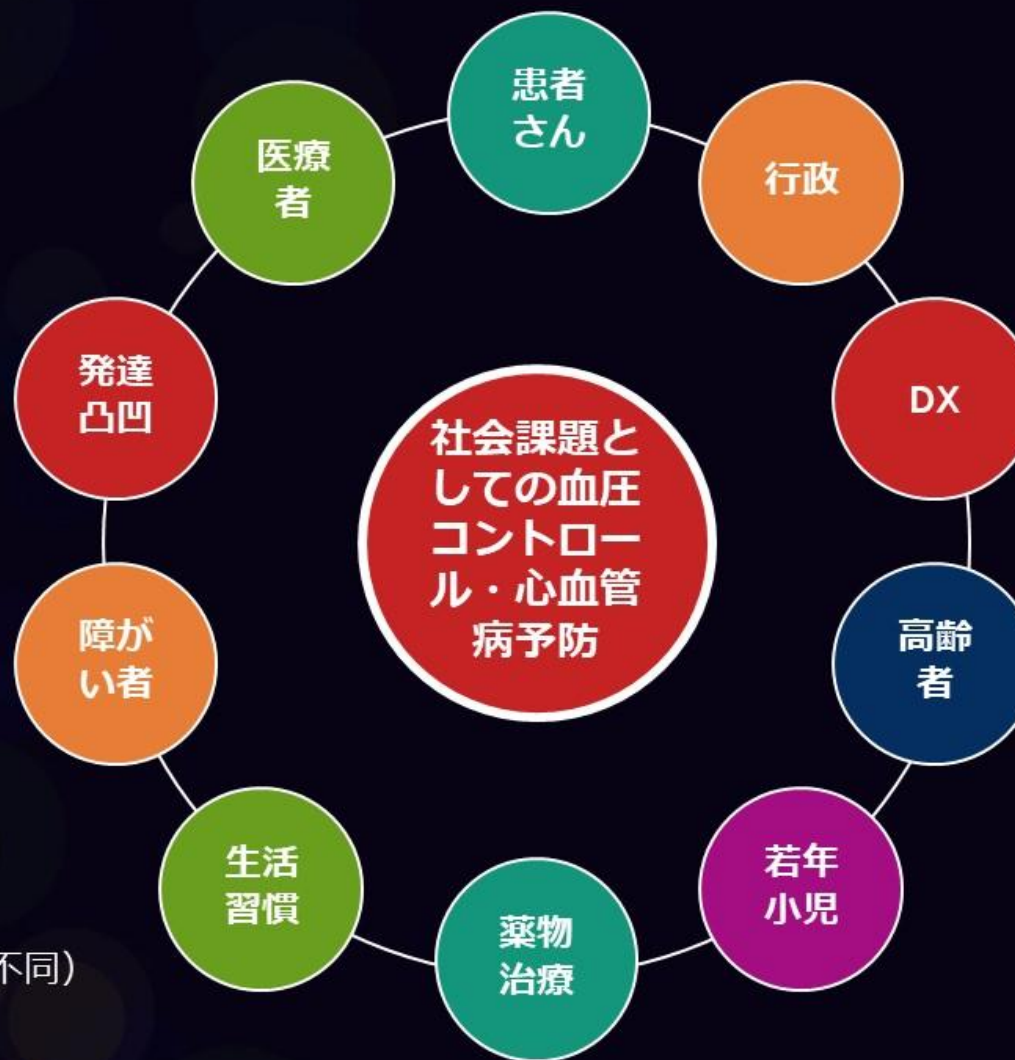 患者
さん
行政
DX
高齢
者
若年
小児
薬物
治療
生活
習慣
障がい者
発達
凸凹
医療
者
社会課題と
しての血圧
コントロー
ル・心血管
病予防
不同)